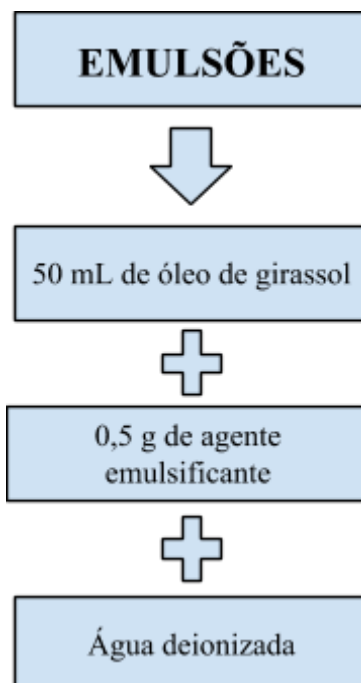 EMULSÕES
50 mL de óleo de girassol
0,5 g de agente
emulsificante
Água deionizada